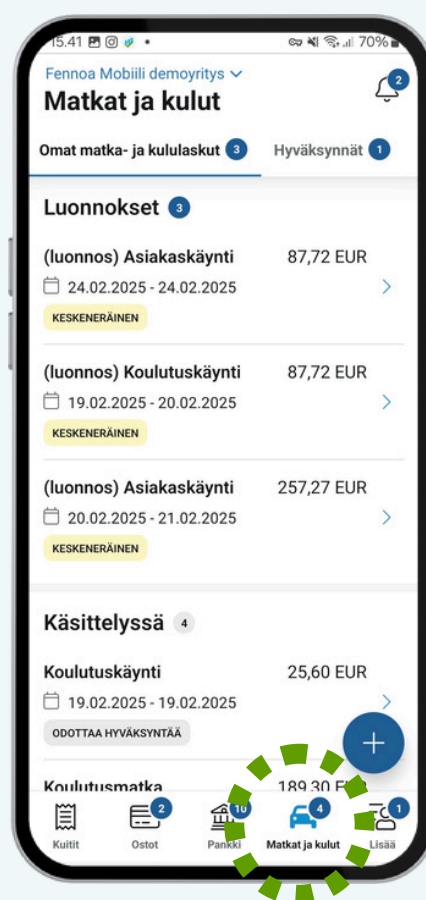 15.41 70%
Fennoa Mobiili demoyritys
2
Matkat ja kulut
Omat matka- ja kululaskut 3 Hyväksynnät 1
Luonnokset 3
(luonnos) Asiakaskäynti 87,72 EUR
24.02.2025 - 24.02.2025
KESKENERÄINEN
(luonnos) Koulutuskäynti 87,72 EUR
19.02.2025 - 20.02.2025
KESKENERÄINEN
(luonnos) Asiakaskäynti 257,27 EUR
20.02.2025 - 21.02.2025
KESKENERÄINEN
Käsittelyssä 4
Koulutuskäynti 25,60 EUR
19.02.2025 - 19.02.2025
ODOTTAA HYVÄKSYNTÄÄ
Koulutusmatka 189,30 EUR
2 10 4 1
Kuitit Ostot Pankki Matkat ja kulut Lisää